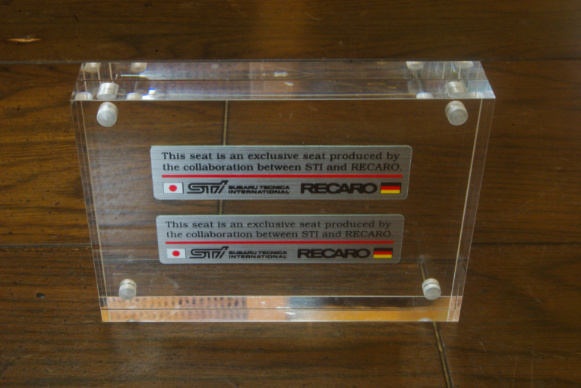 This seat is an exclusive seat produced by
the collaboration between STI and RECARO.
STI SUBARU TECNICA INTERNATIONAL RECARO
This seat is an exclusive seat produced by
the collaboration between STI and RECARO.
STI SUBARU TECNICA INTERNATIONAL RECARO